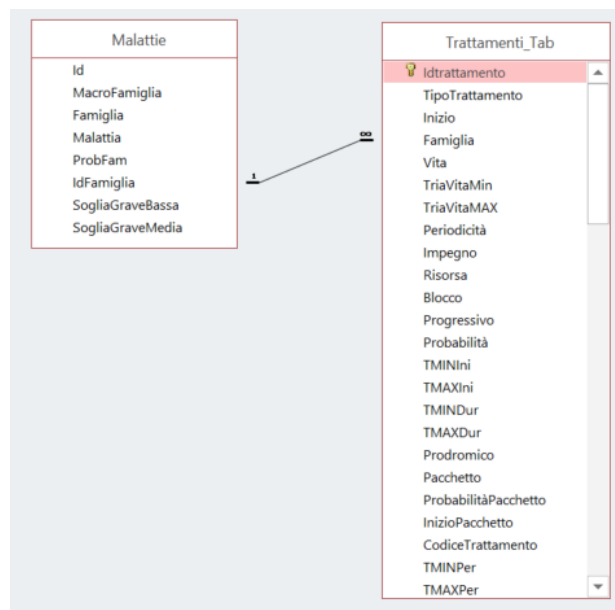 Malattie
Id
MacroFamiglia
Famiglia
Malattia
ProbFam
IdFamiglia
SogliaGraveBassa
SogliaGraveMedia
1
∞
Trattamenti_Tab
Idtrattamento
TipoTrattamento
Inizio
Famiglia
Vita
TriaVitaMin
TriaVitaMAX
Periodicità
Impegno
Risorsa
Blocco
Progressivo
Probabilità
TMINIni
TMAXIni
TMINDur
TMAXDur
Prodromico
Pacchetto
ProbabilitàPacchetto
InizioPacchetto
CodiceTrattamento
TMINPer
TMAXPer